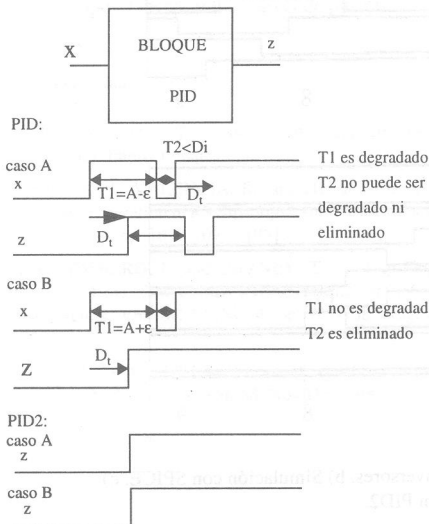 X
BLOQUE
PID
z
PID:
caso A
x
T2<Di
T1=A-ε
Dt
T1 es degradado
T2 no puede ser
degradado ni
eliminado
z
Dt
caso B
x
T1=A+ε
T1 no es degradad
T2 es eliminado
Z
Dt
PID2:
caso A
z
caso B
z